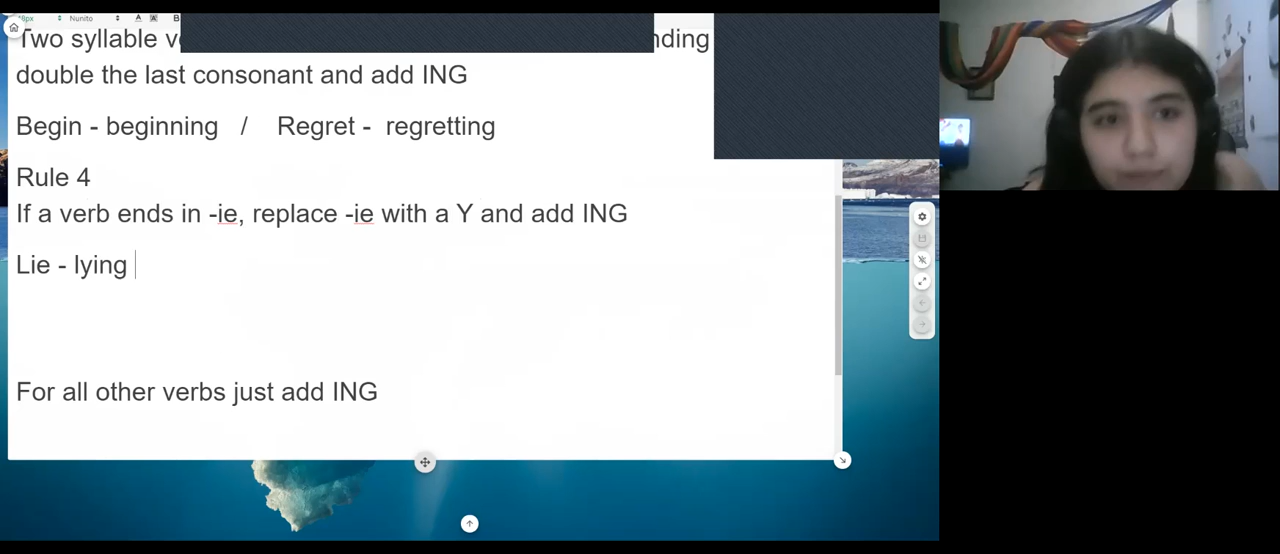 Nunito
B
Two syllable
double the last consonant and add ING
Begin - beginning / Regret - regretting
Rule 4
If a verb ends in -ie, replace -ie with a Y and add ING
Lie - lying
For all other verbs just add ING